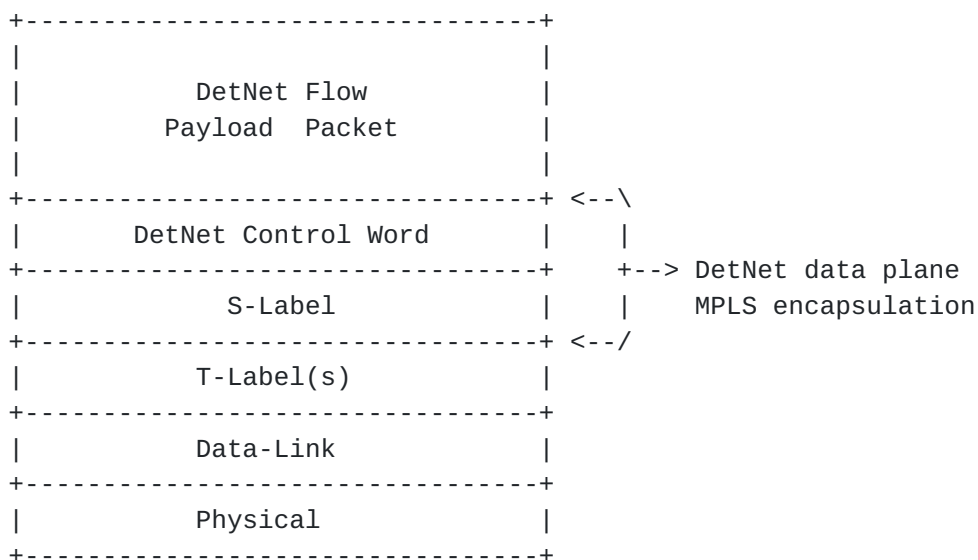 +---------------------------------+
|                                 |
|           DetNet Flow           |
|         Payload  Packet         |
|                                 |
+---------------------------------+ <--\
|       DetNet Control Word       |    |
+---------------------------------+    +--> DetNet data plane
|             S-Label             |    |    MPLS encapsulation
+---------------------------------+ <--/
|           T-Label(s)            |
+---------------------------------+
|           Data-Link             |
+---------------------------------+
|           Physical              |
+---------------------------------+